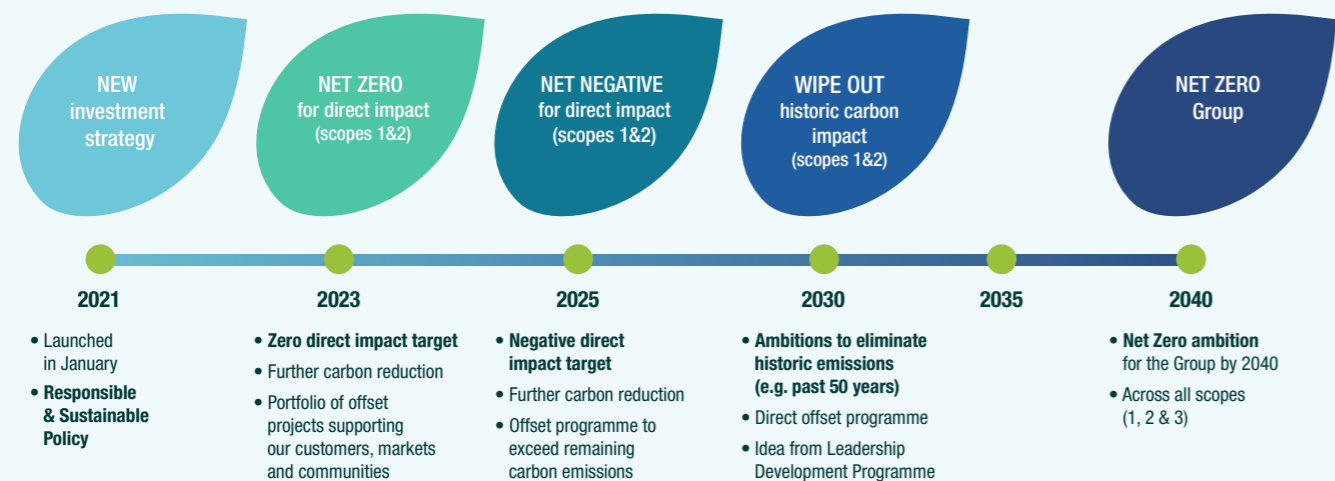 NEW
investment
strategy
NET ZERO
for direct impact
(scopes 1&2)
NET NEGATIVE
for direct impact
(scopes 1&2)
WIPE OUT
historic carbon
impact
(scopes 1&2)
NET ZERO
Group
2021
• Launched
in January
• Responsible
& Sustainable
Policy
2023
• Zero direct impact target
• Further carbon reduction
• Portfolio of offset
projects supporting
our customers, markets
and communities
2025
• Negative direct
impact target
• Further carbon reduction
• Offset programme to
exceed remaining
carbon emissions
2030
• Ambitions to eliminate
historic emissions
(e.g. past 50 years)
• Direct offset programme
• Idea from Leadership
Development Programme
2035
2040
• Net Zero ambition
for the Group by 2040
• Across all scopes
(1, 2 & 3)